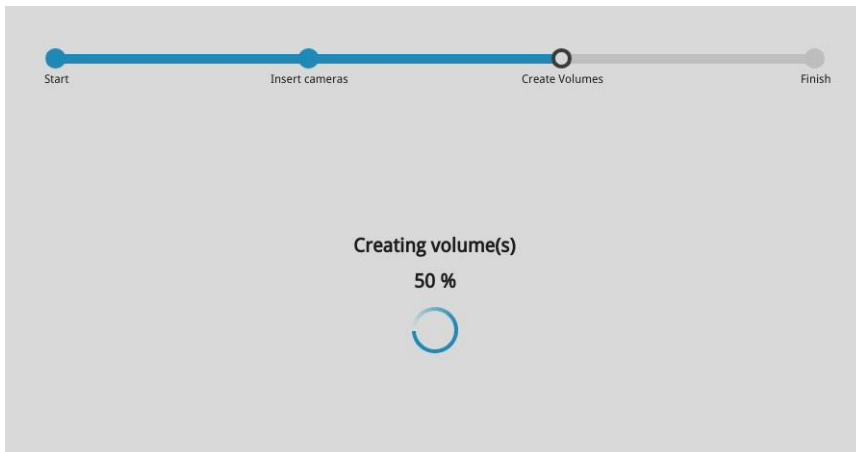 Start
Insert cameras
Create Volumes
Finish
Creating volume(s)
50 %